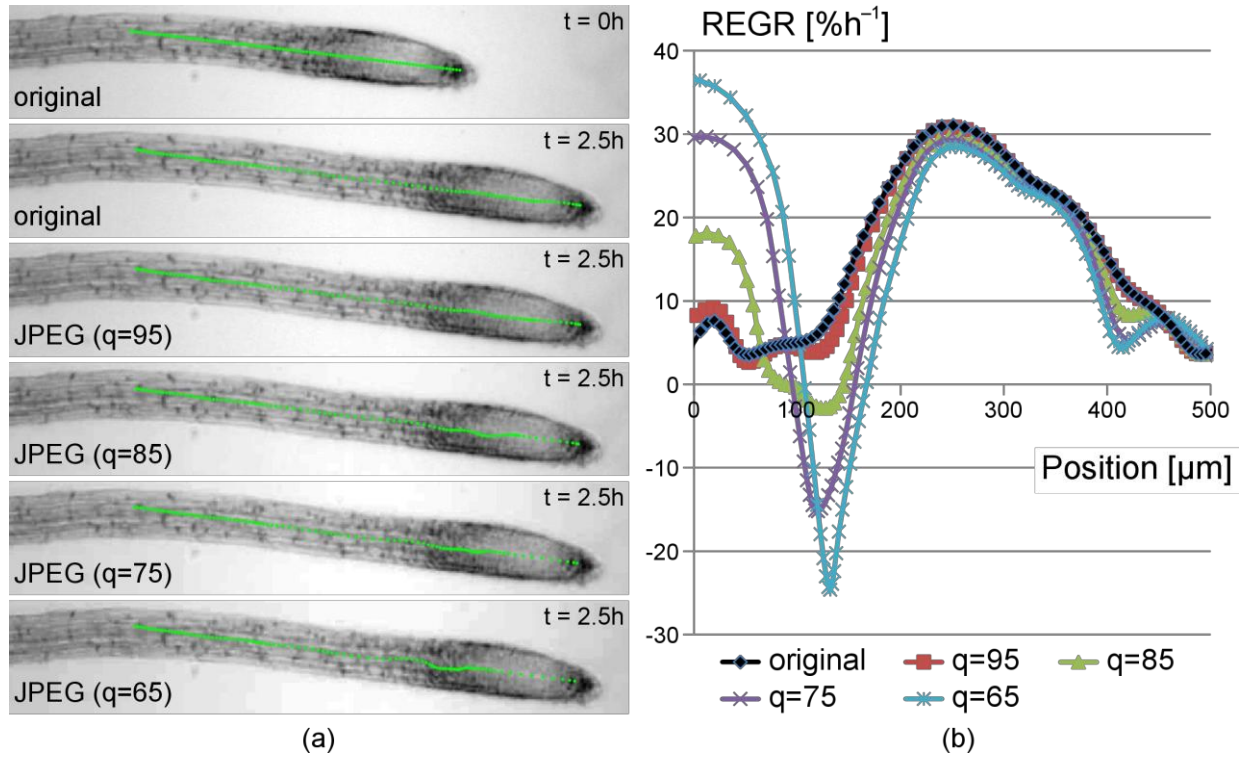 t = 0h
original
t = 2.5h
original
t = 2.5h
JPEG (q=95)
t = 2.5h
JPEG (q=85)
t = 2.5h
JPEG (q=75)
t = 2.5h
JPEG (q=65)
(a)
REGR [%h⁻¹]
40
30
20
10
0
-10
-20
-30
0 100 200 300 400 500
Position [µm]
original q=95 q=85
q=75 q=65
(b)